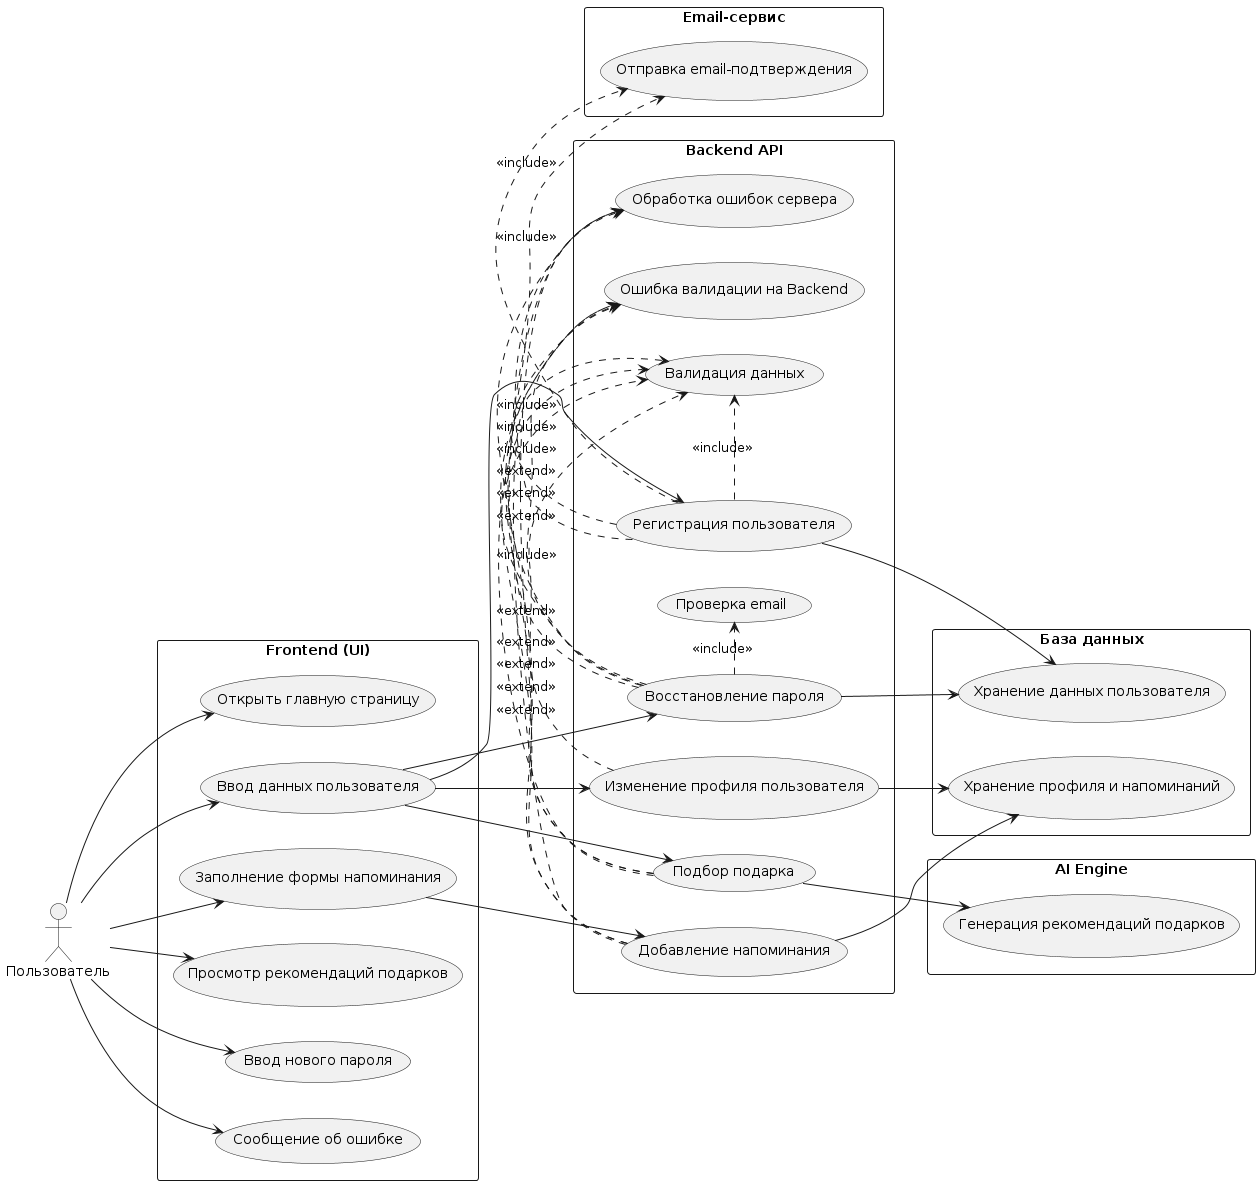 Email-сервис
Отправка email-подтверждения
Backend API
«include»
Обработка ошибок сервера
«include»
Ошибка валидации на Backend
Валидация данных
«include»
«include»
«include»
«include»
«extend»
«extend»
«extend»
Регистрация пользователя
«include»
Проверка email
«extend»
База данных
Frontend (UI)
«extend»
«include»
«extend»
«extend»
«extend»
Открыть главную страницу
Восстановление пароля
Хранение данных пользователя
Ввод данных пользователя
Изменение профиля пользователя
Хранение профиля и напоминаний
AI Engine
Заполнение формы напоминания
Подбор подарка
Генерация рекомендаций подарков
Добавление напоминания
Пользователь
Просмотр рекомендаций подарков
Ввод нового пароля
Сообщение об ошибке